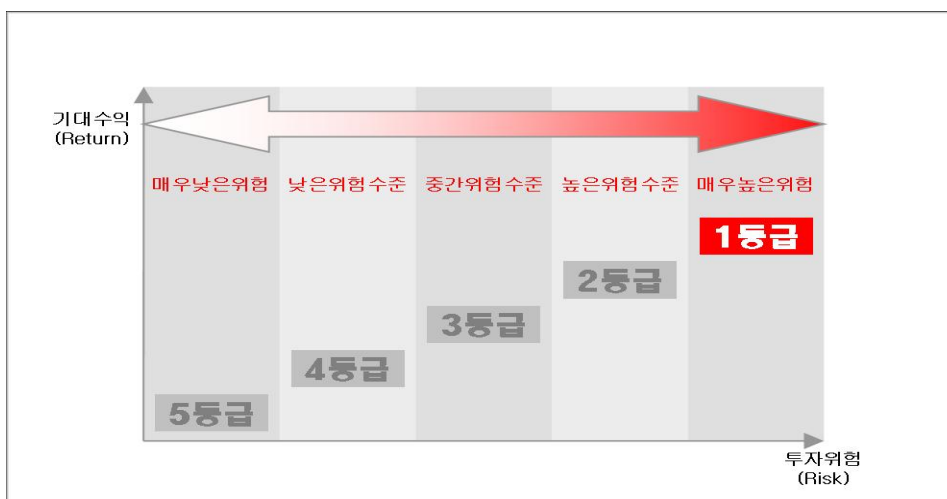 기대수익
(Return)
매우낮은위험 낮은위험수준 중간위험수준 높은위험수준 매우높은위험
1등급
2등급
3등급
4등급
5등급
투자위험
(Risk)